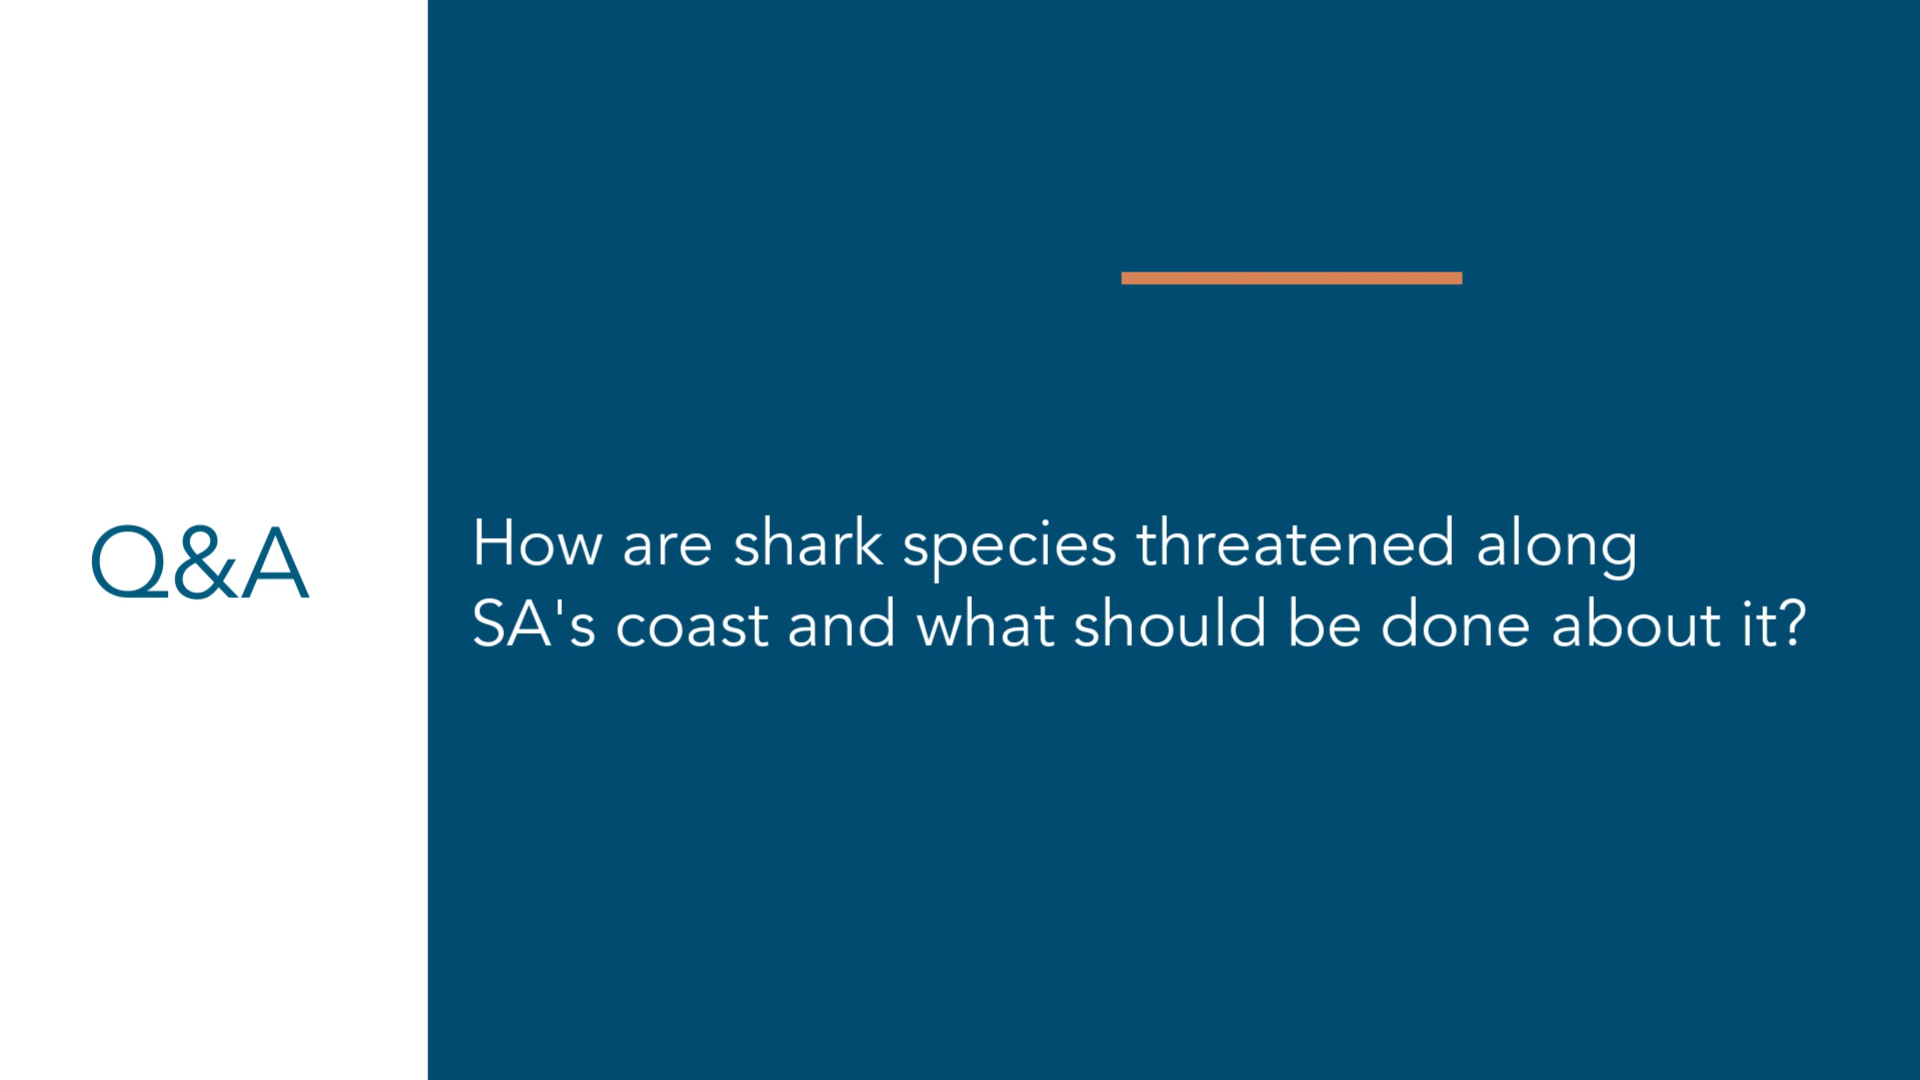 Q&A
How are shark species threatened along
SA's coast and what should be done about it?